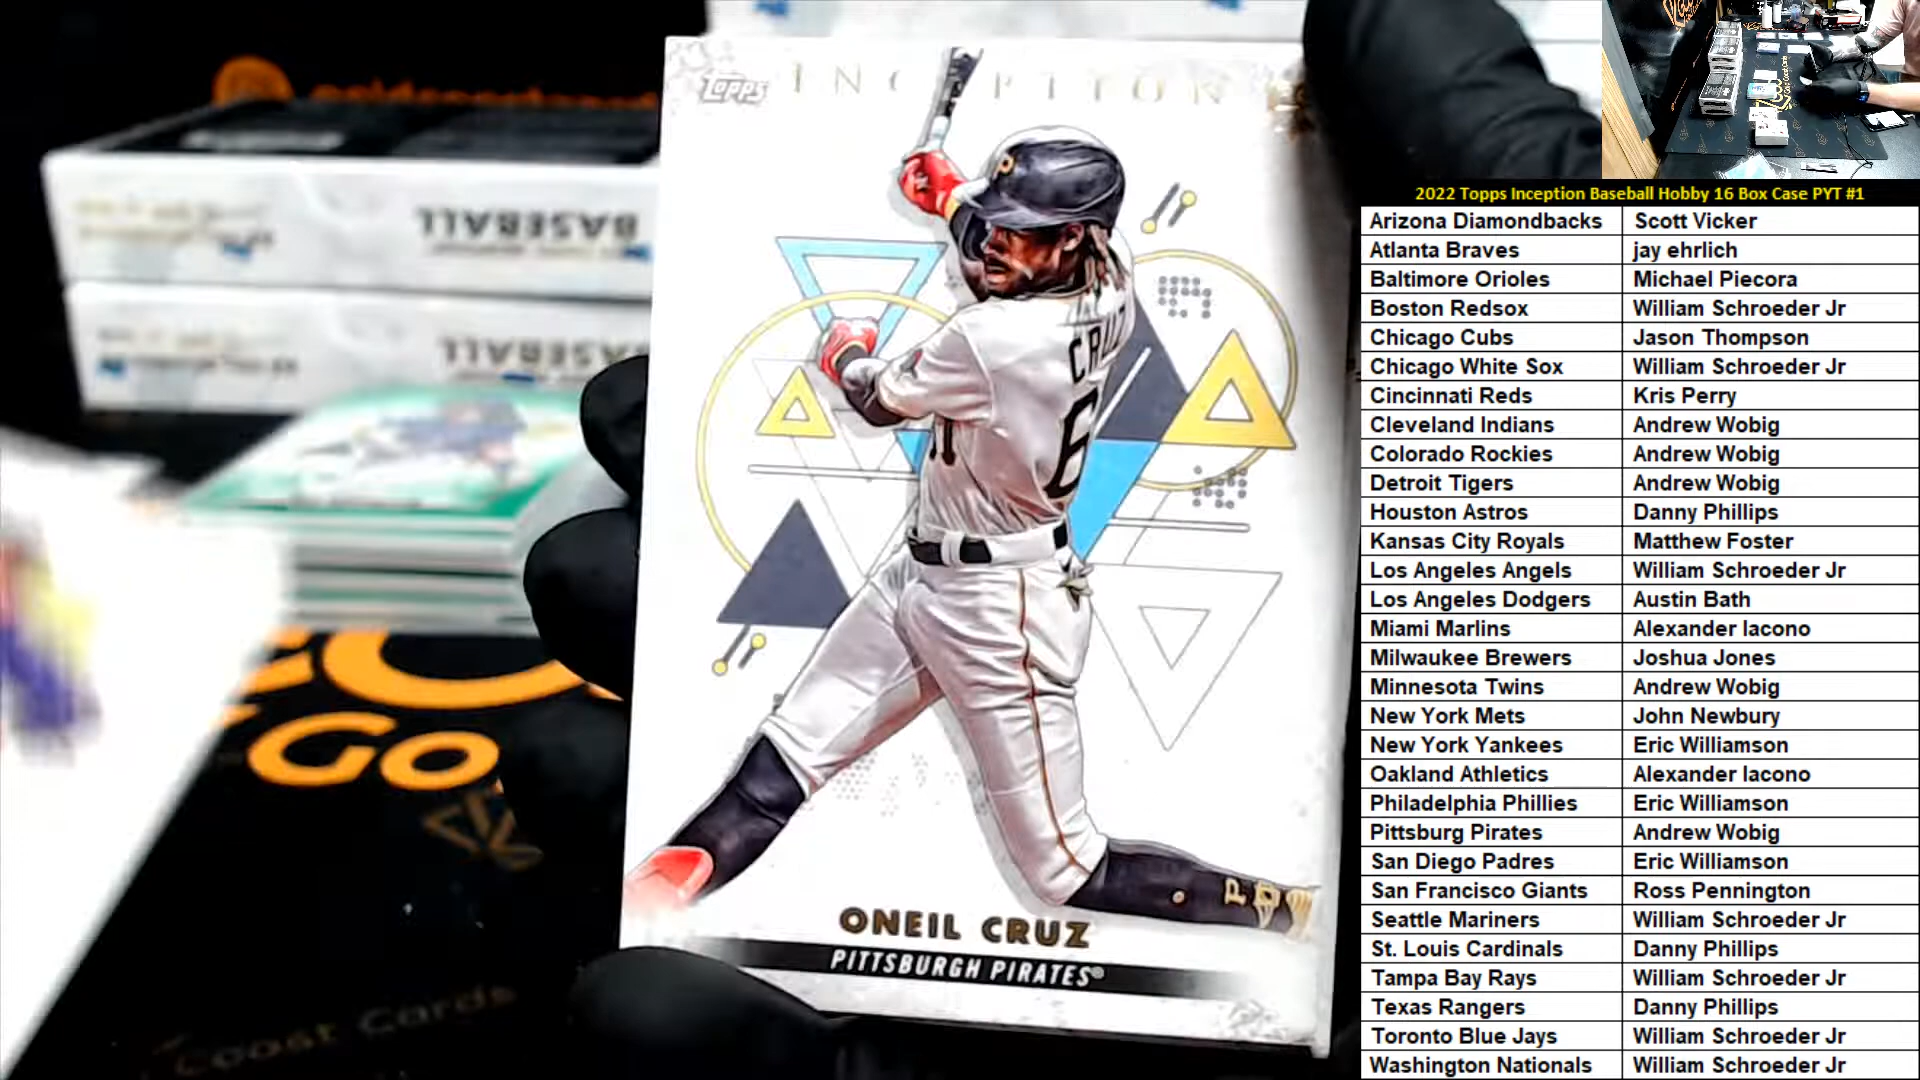 Topps INCEPTION
P
BASEBALL
BASEBALL
CRUZ
6
GO
P
ONEIL CRUZ
PITTSBURGH PIRATES®
Coast Cards
2022 Topps Inception Baseball Hobby 16 Box Case PYT #1
Arizona Diamondbacks Scott Vicker
Atlanta Braves jay ehrlich
Baltimore Orioles Michael Piecora
Boston Redsox William Schroeder Jr
Chicago Cubs Jason Thompson
Chicago White Sox William Schroeder Jr
Cincinnati Reds Kris Perry
Cleveland Indians Andrew Wobig
Colorado Rockies Andrew Wobig
Detroit Tigers Andrew Wobig
Houston Astros Danny Phillips
Kansas City Royals Matthew Foster
Los Angeles Angels William Schroeder Jr
Los Angeles Dodgers Austin Bath
Miami Marlins Alexander Iacono
Milwaukee Brewers Joshua Jones
Minnesota Twins Andrew Wobig
New York Mets John Newbury
New York Yankees Eric Williamson
Oakland Athletics Alexander Iacono
Philadelphia Phillies Eric Williamson
Pittsburg Pirates Andrew Wobig
San Diego Padres Eric Williamson
San Francisco Giants Ross Pennington
Seattle Mariners William Schroeder Jr
St. Louis Cardinals Danny Phillips
Tampa Bay Rays William Schroeder Jr
Texas Rangers Danny Phillips
Toronto Blue Jays William Schroeder Jr
Washington Nationals William Schroeder Jr